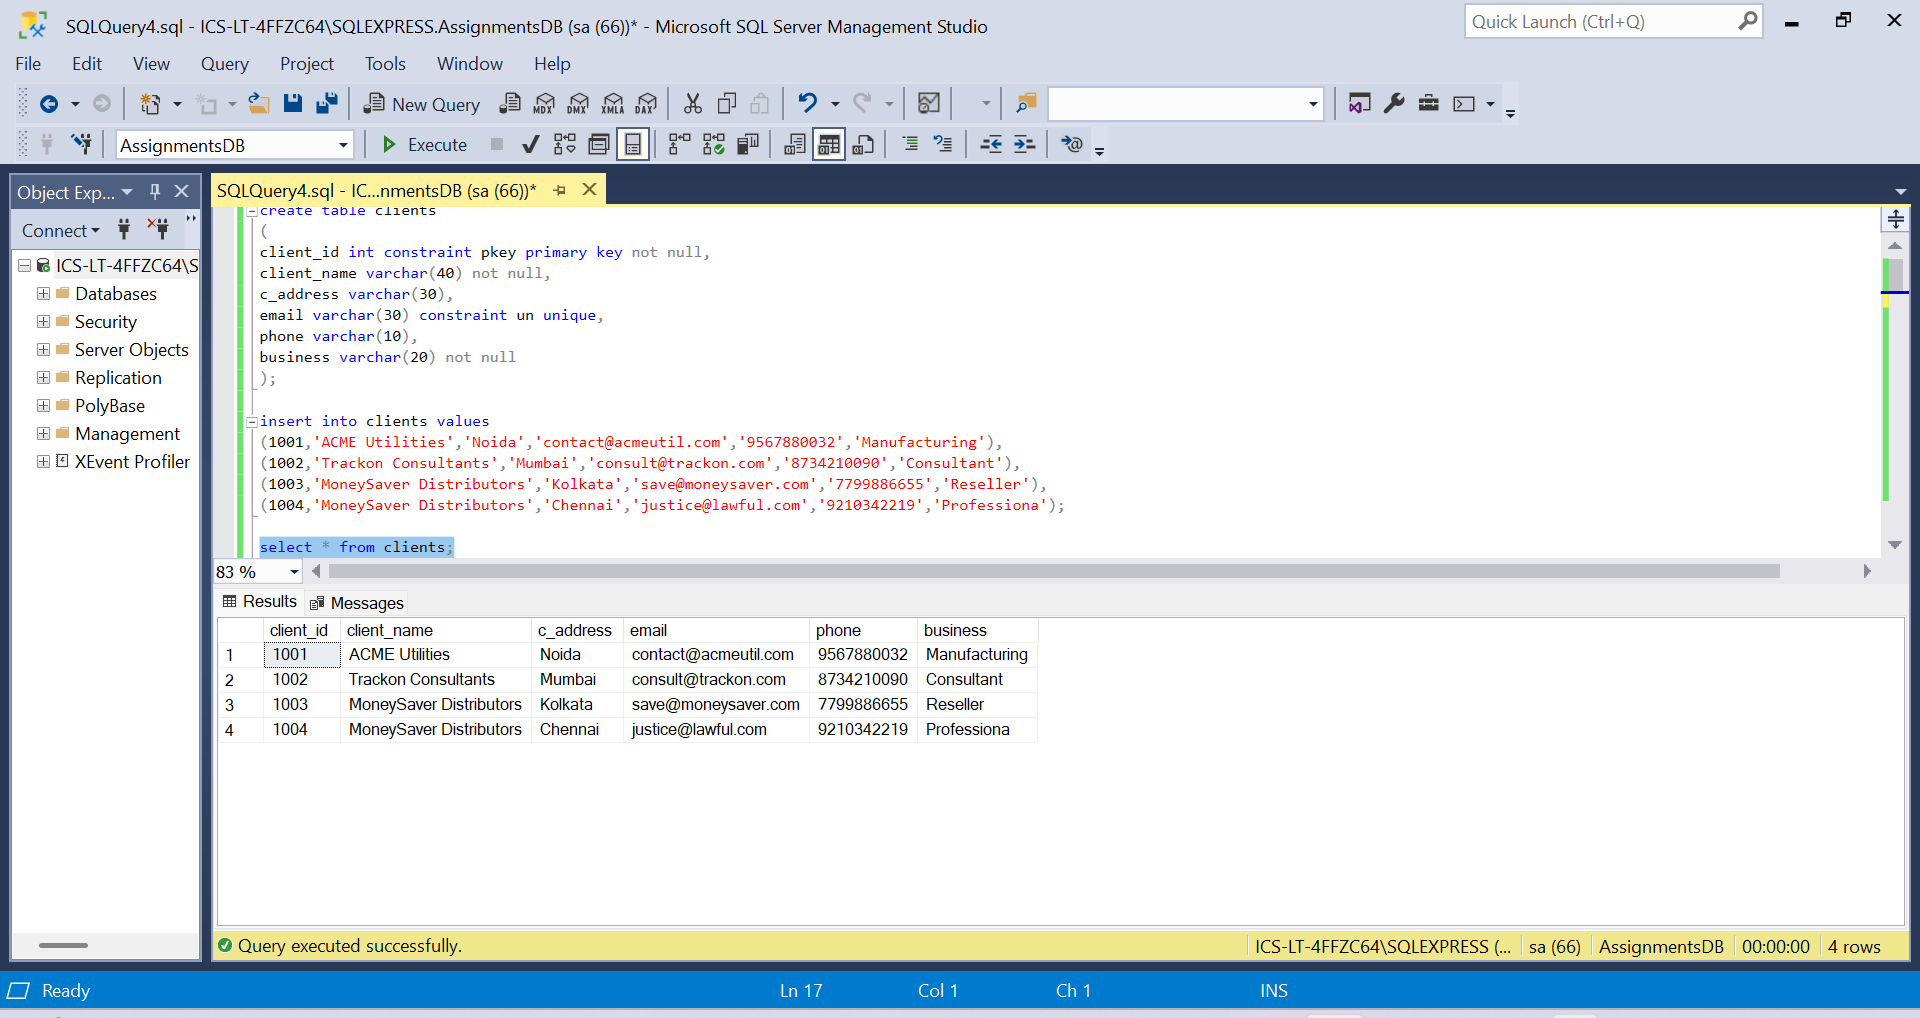 SQLQuery4.sql - ICS-LT-4FFZC64\SQLEXPRESS.AssignmentsDB (sa (66))* - Microsoft SQL Server Management Studio
Quick Launch (Ctrl+Q)
File Edit View Query Project Tools Window Help
New Query MDX DMX XMLA DAX
AssignmentsDB Execute
Object Exp...
SQLQuery4.sql - IC...nmentsDB (sa (66))*
Connect
ICS-LT-4FFZC64\S
Databases
Security
Server Objects
Replication
PolyBase
Management
XEvent Profiler
create table clients
(
client_id int constraint pkey primary key not null,
client_name varchar(40) not null,
c_address varchar(30),
email varchar(30) constraint un unique,
phone varchar(10),
business varchar(20) not null
);
insert into clients values
(1001,'ACME Utilities','Noida','contact@acmeutil.com','9567880032','Manufacturing'),
(1002,'Trackon Consultants','Mumbai','consult@trackon.com','8734210090','Consultant'),
(1003,'MoneySaver Distributors','Kolkata','save@moneysaver.com','7799886655','Reseller'),
(1004,'MoneySaver Distributors','Chennai','justice@lawful.com','9210342219','Professiona');
select * from clients;
83 %
Results Messages
client_id client_name c_address email phone business
1 1001 ACME Utilities Noida contact@acmeutil.com 9567880032 Manufacturing
2 1002 Trackon Consultants Mumbai consult@trackon.com 8734210090 Consultant
3 1003 MoneySaver Distributors Kolkata save@moneysaver.com 7799886655 Reseller
4 1004 MoneySaver Distributors Chennai justice@lawful.com 9210342219 Professiona
Query executed successfully. ICS-LT-4FFZC64\SQLEXPRESS (... sa (66) AssignmentsDB 00:00:00 4 rows
Ready Ln 17 Col 1 Ch 1 INS